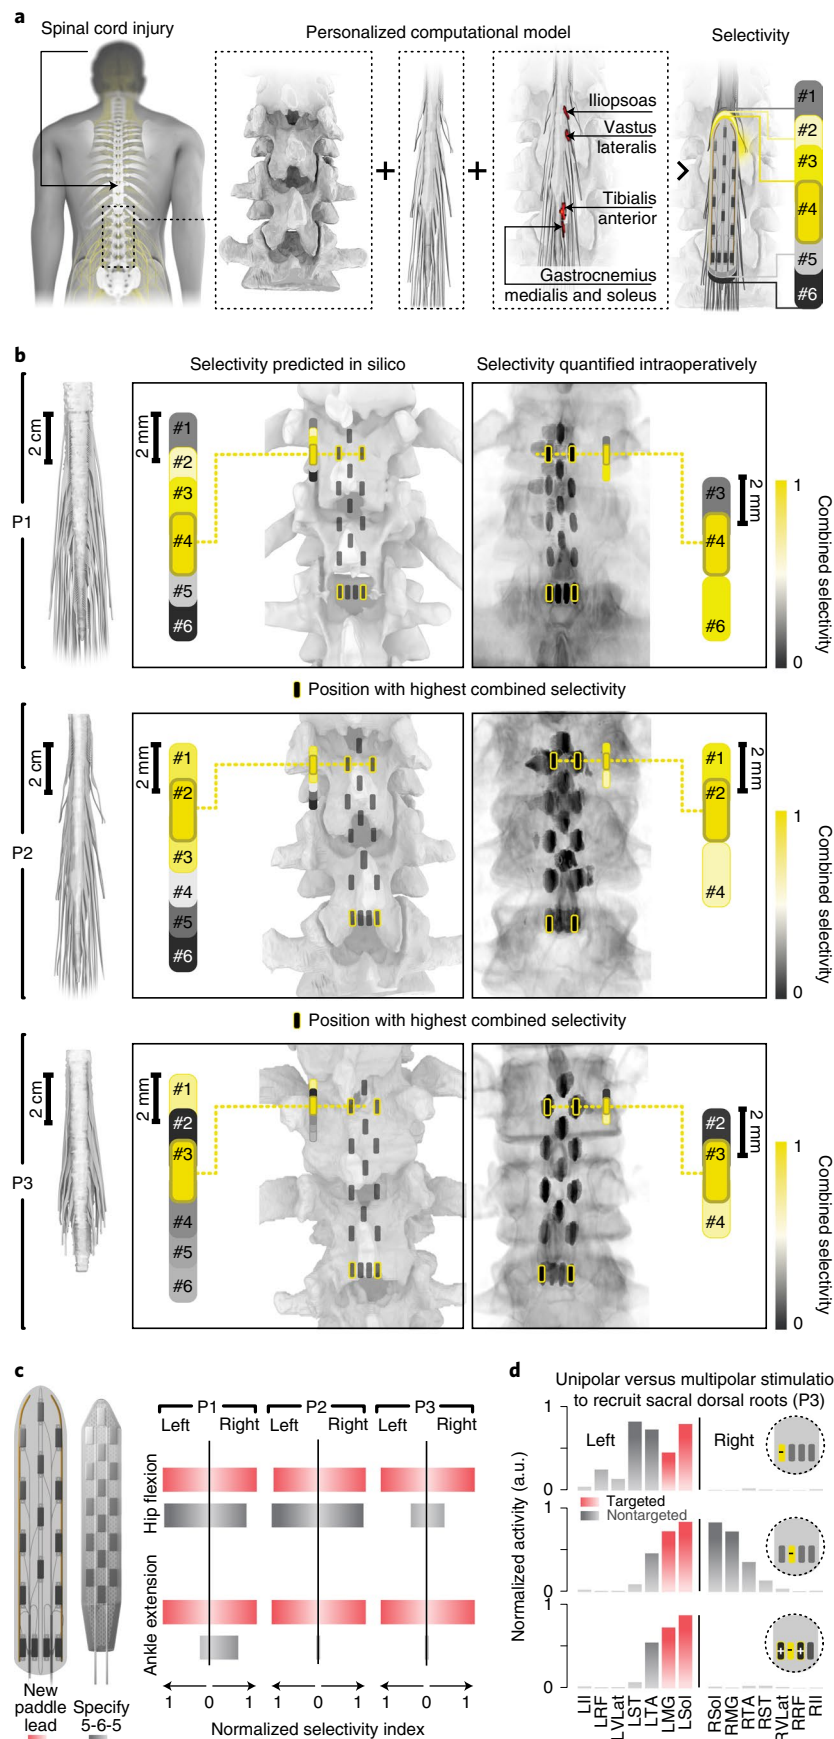 a
Spinal cord injury
Personalized computational model
Selectivity
Iliopsoas
Vastus
lateralis
Tibialis
anterior
Gastrocnemius
medialis and soleus
+
+
>
#1
#2
#3
#4
#5
#6
b
Selectivity predicted in silico
Selectivity quantified intraoperatively
P1
2 cm
2 mm
#1
#2
#3
#4
#5
#6
#3
#4
#6
2 mm
1
0
Combined selectivity
Position with highest combined selectivity
P2
2 cm
2 mm
#1
#2
#3
#4
#5
#6
#1
#2
#4
2 mm
1
0
Combined selectivity
Position with highest combined selectivity
P3
2 cm
2 mm
#1
#2
#3
#4
#5
#6
#2
#3
#4
2 mm
1
0
Combined selectivity
c
New
paddle
lead
Specify
5-6-5
P1
P2
P3
Left
Right
Left
Right
Left
Right
Hip flexion
Ankle extension
1
0
1
0
1
0
1
Normalized selectivity index
d
Unipolar versus multipolar stimulatio
to recruit sacral dorsal roots (P3)
Normalized activity (a.u.)
1
0
1
0
1
0
Left
Right
Targeted
Nontargeted
-
-
+ - +
LIl
LRF
LVLat
LST
LTA
LMG
LSol
RSol
RMG
RTA
RST
RVLat
RRF
RIl